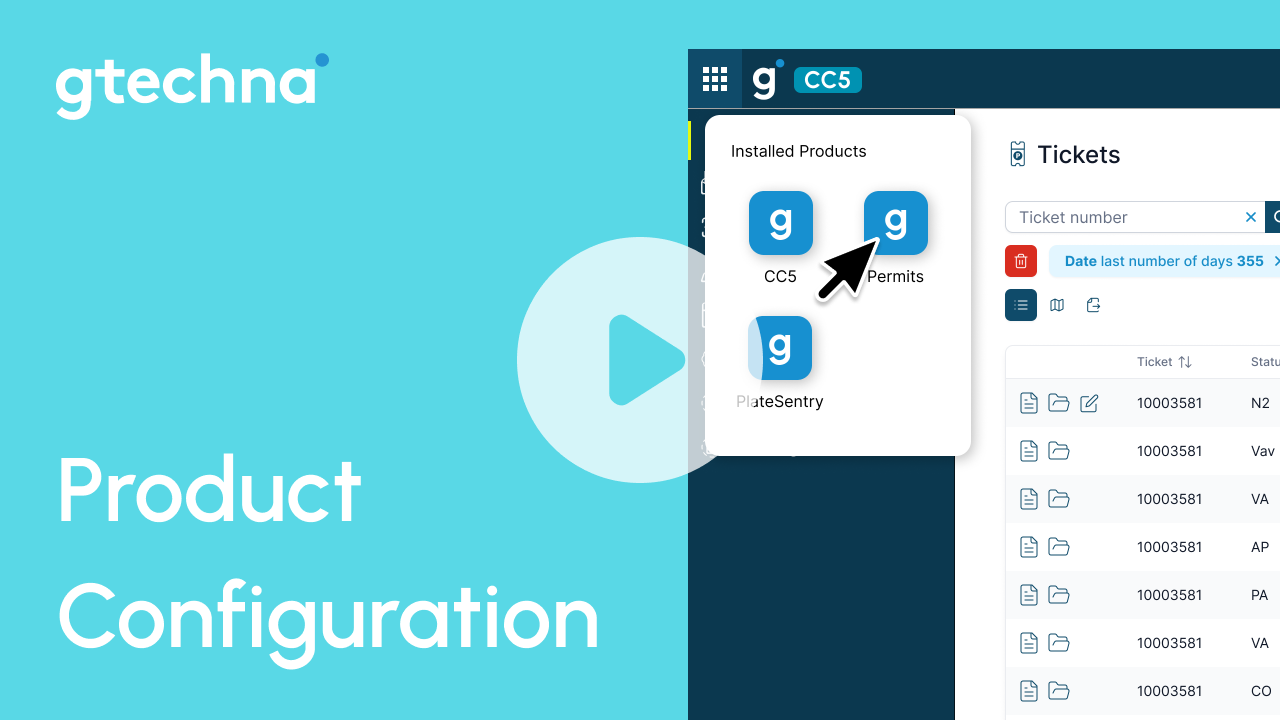 gtechna
Product
Configuration
g CC5
Installed Products
g
g
CC5
Permits
g
PlateSentry
Tickets
Ticket number
Date last number of days 355
Ticket
10003581 N2
10003581 Vav
10003581 VA
10003581 AP
10003581 PA
10003581 VA
10003581 CO